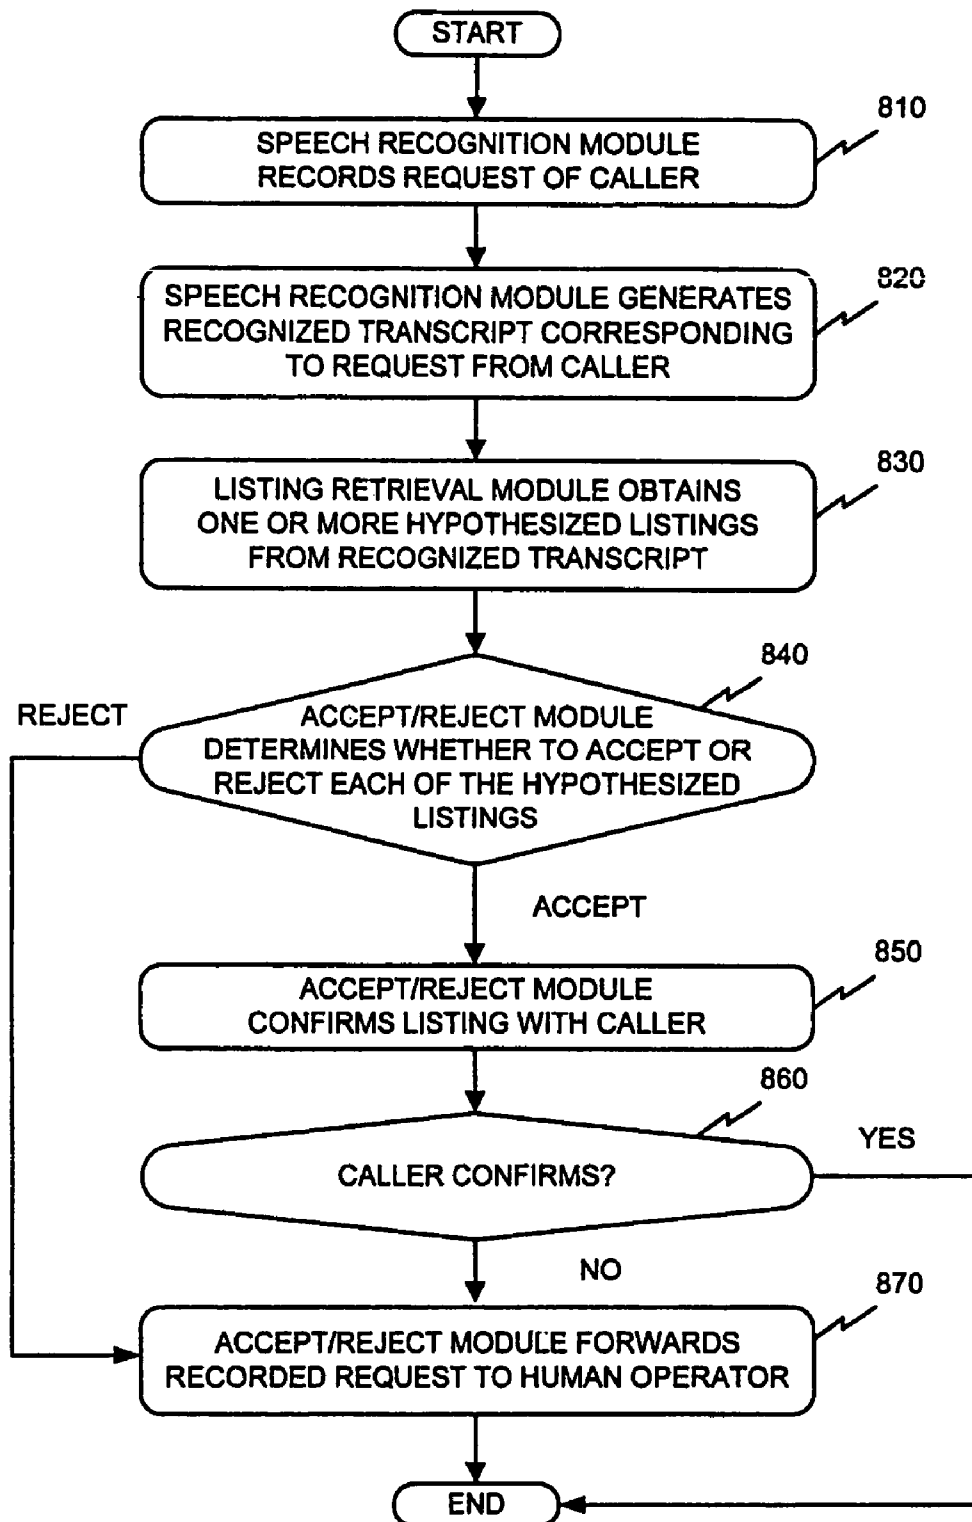 START
810
SPEECH RECOGNITION MODULE
RECORDS REQUEST OF CALLER
820
SPEECH RECOGNITION MODULE GENERATES
RECOGNIZED TRANSCRIPT CORRESPONDING
TO REQUEST FROM CALLER
830
LISTING RETRIEVAL MODULE OBTAINS
ONE OR MORE HYPOTHESIZED LISTINGS
FROM RECOGNIZED TRANSCRIPT
840
REJECT
ACCEPT/REJECT MODULE
DETERMINES WHETHER TO ACCEPT OR
REJECT EACH OF THE HYPOTHESIZED
LISTINGS
ACCEPT
850
ACCEPT/REJECT MODULE
CONFIRMS LISTING WITH CALLER
860
YES
CALLER CONFIRMS?
NO
870
ACCEPT/REJECT MODULE FORWARDS
RECORDED REQUEST TO HUMAN OPERATOR
END